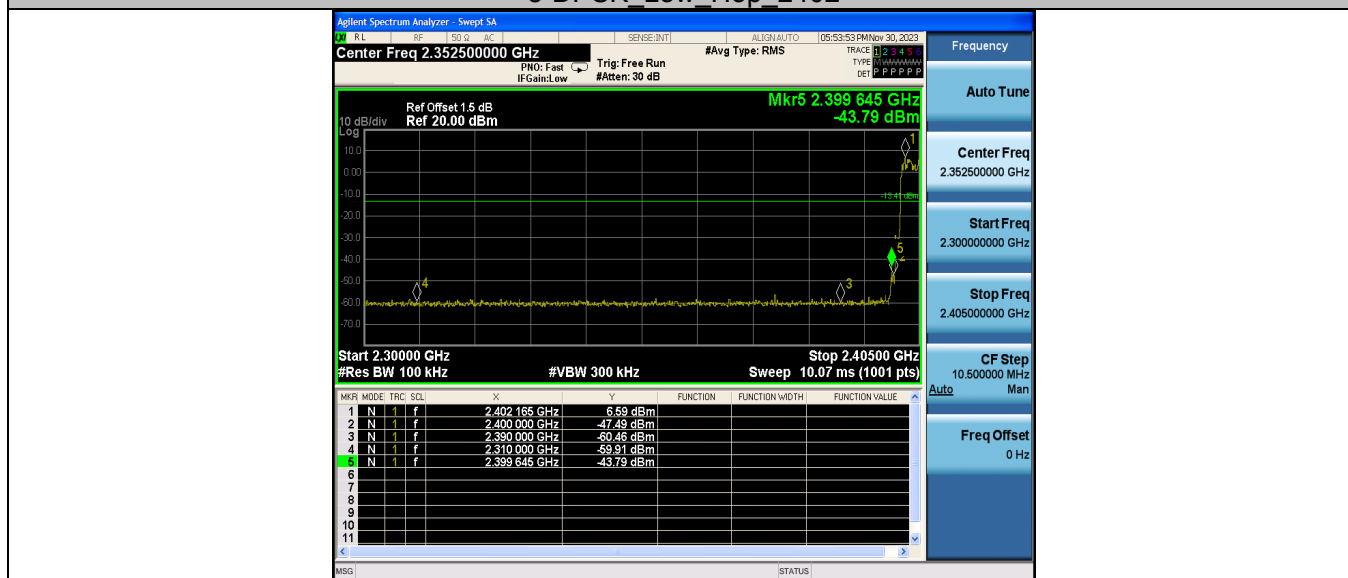 Agilent Spectrum Analyzer - Swept SA
LXI RL RF 50 Ω AC SENSE:INT ALIGN AUTO 05:53:53 PM Nov 30, 2023
Center Freq 2.352500000 GHz
PNO: Fast
IFGain:Low
Trig: Free Run
#Atten: 30 dB
#Avg Type: RMS
TRACE 1 2 3 4 5 6
TYPE M W W W W W
DET P P P P P P
Frequency
Mkr5 2.399 645 GHz
-43.79 dBm
Ref Offset 1.5 dB
10 dB/div Ref 20.00 dBm
Log
10.0
0.00
-10.0
-20.0
-30.0
-40.0
-50.0
-60.0
-70.0
-13.41 dBm
1
5
2
4
3
Start 2.30000 GHz Stop 2.40500 GHz
#Res BW 100 kHz #VBW 300 kHz Sweep 10.07 ms (1001 pts)
MKR MODE TRC SCL X Y FUNCTION FUNCTION WIDTH FUNCTION VALUE
1 N 1 f 2.402 165 GHz 6.59 dBm
2 N 1 f 2.400 000 GHz -47.49 dBm
3 N 1 f 2.390 000 GHz -60.46 dBm
4 N 1 f 2.310 000 GHz -59.91 dBm
5 N 1 f 2.399 645 GHz -43.79 dBm
6
7
8
9
10
11
MSG STATUS
Auto Tune
Center Freq
2.352500000 GHz
Start Freq
2.300000000 GHz
Stop Freq
2.405000000 GHz
CF Step
10.500000 MHz
Auto Man
Freq Offset
0 Hz